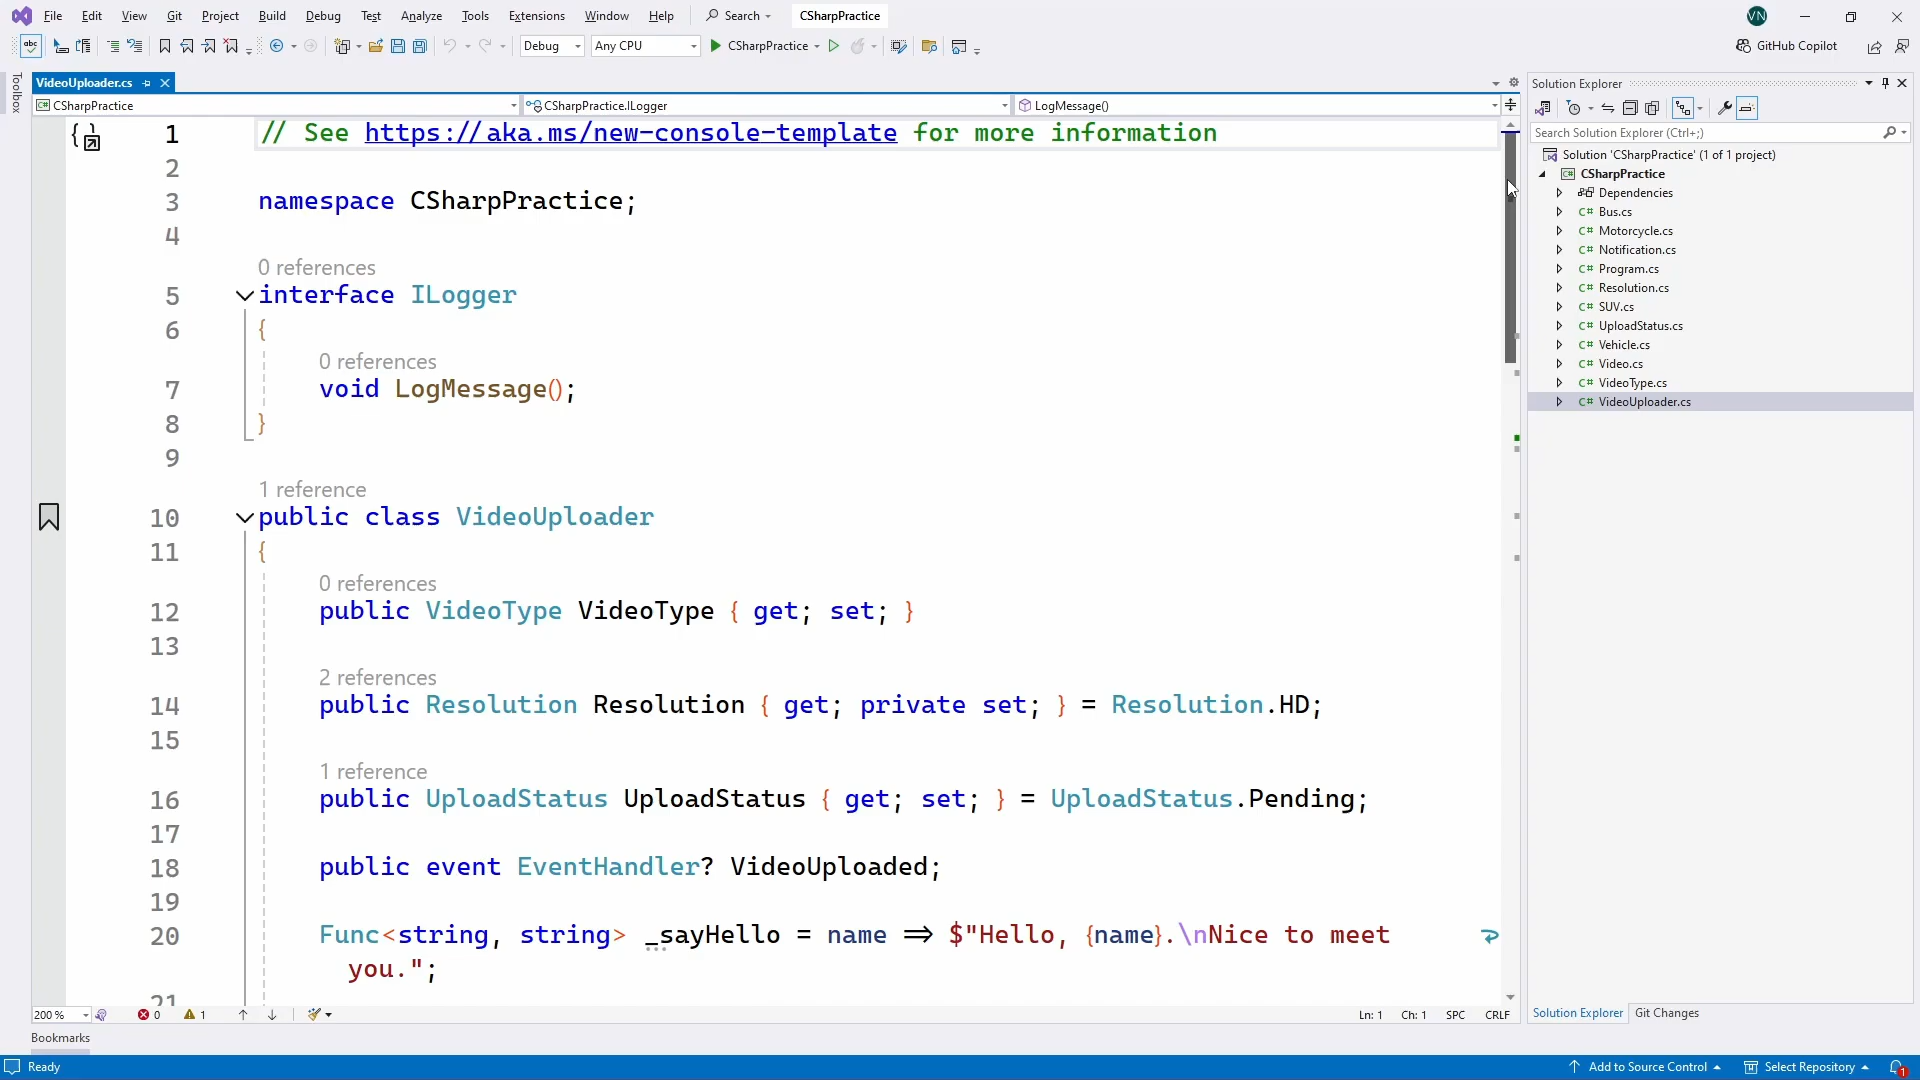 File Edit View Git Project Build Debug Test Analyze Tools Extensions Window Help Search CSharpPractice VN
Debug Any CPU CSharpPractice GitHub Copilot
Toolbox
VideoUploader.cs
CSharpPractice CSharpPractice.ILogger LogMessage()
1 // See https://aka.ms/new-console-template for more information
2
3 namespace CSharpPractice;
4
0 references
5 interface ILogger
6 {
0 references
7 void LogMessage();
8 }
9
1 reference
10 public class VideoUploader
11 {
0 references
12 public VideoType VideoType { get; set; }
13
2 references
14 public Resolution Resolution { get; private set; } = Resolution.HD;
15
1 reference
16 public UploadStatus UploadStatus { get; set; } = UploadStatus.Pending;
17
18 public event EventHandler? VideoUploaded;
19
20 Func<string, string> _sayHello = name => $"Hello, {name}.\nNice to meet
you.";
21
200 % 0 1 Ln: 1 Ch: 1 SPC CRLF
Bookmarks
Solution Explorer
Search Solution Explorer (Ctrl+;)
Solution 'CSharpPractice' (1 of 1 project)
CSharpPractice
Dependencies
C# Bus.cs
C# Motorcycle.cs
C# Notification.cs
C# Program.cs
C# Resolution.cs
C# SUV.cs
C# UploadStatus.cs
C# Vehicle.cs
C# Video.cs
C# VideoType.cs
C# VideoUploader.cs
Solution Explorer Git Changes
Ready Add to Source Control Select Repository 1